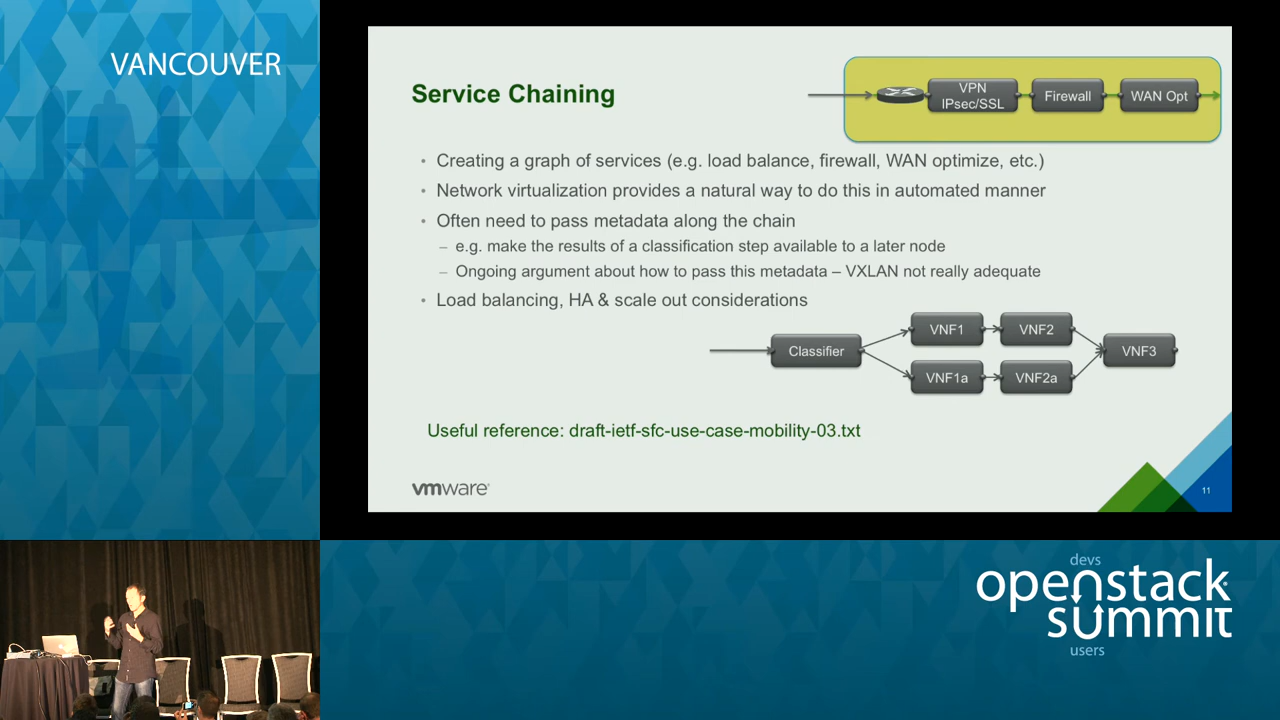 VANCOUVER
Service Chaining
VPN
IPsec/SSL
Firewall
WAN Opt
• Creating a graph of services (e.g. load balance, firewall, WAN optimize, etc.)
• Network virtualization provides a natural way to do this in automated manner
• Often need to pass metadata along the chain
– e.g. make the results of a classification step available to a later node
– Ongoing argument about how to pass this metadata – VXLAN not really adequate
• Load balancing, HA & scale out considerations
Classifier
VNF1
VNF2
VNF1a
VNF2a
VNF3
Useful reference: draft-ietf-sfc-use-case-mobility-03.txt
vmware
11
devs
openstack
summit
users